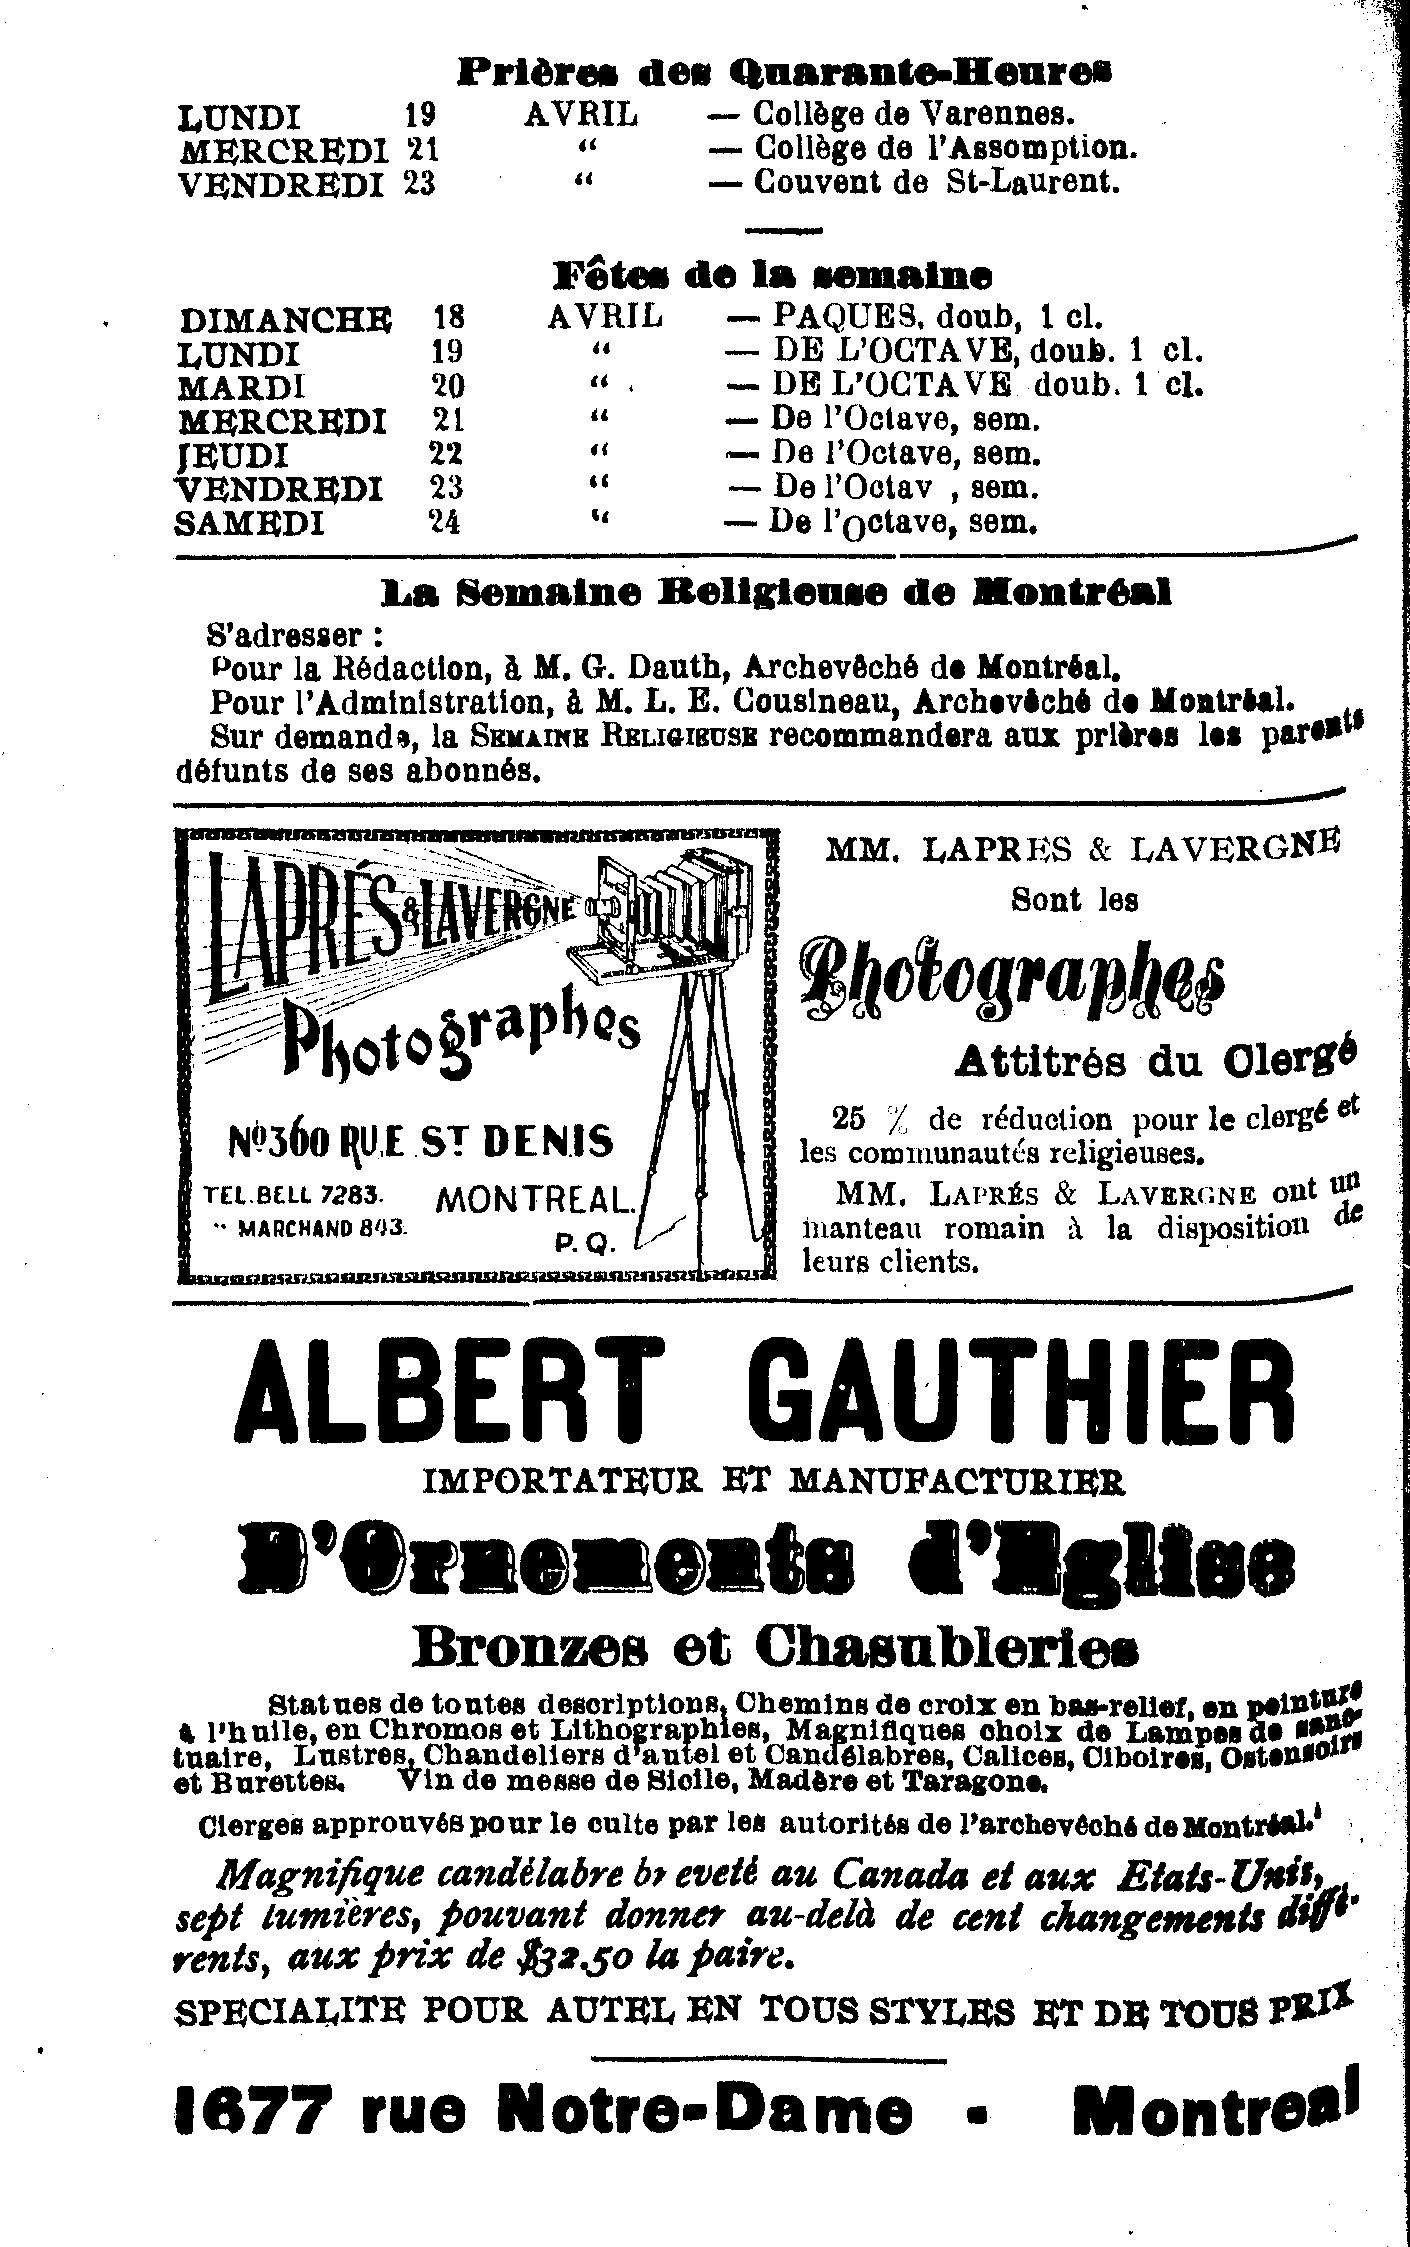 Prières des Quarante-Heures
LUNDI 19 AVRIL — Collège de Varennes.
MERCREDI 21 “ — Collège de l'Assomption.
VENDREDI 23 “ — Couvent de St-Laurent.
Fêtes de la semaine
DIMANCHE 18 AVRIL — PAQUES, doub, 1 cl.
LUNDI 19 “ — DE L'OCTAVE, doub. 1 cl.
MARDI 20 “ — DE L'OCTAVE doub. 1 cl.
MERCREDI 21 “ — De l'Octave, sem.
JEUDI 22 “ — De l'Octave, sem.
VENDREDI 23 “ — De l'Octav , sem.
SAMEDI 24 “ — De l'Octave, sem.
La Semaine Religieuse de Montréal
S'adresser :
Pour la Rédaction, à M. G. Dauth, Archevêché de Montréal.
Pour l'Administration, à M. L. E. Cousineau, Archevêché de Montréal.
Sur demande, la SEMAINE RELIGIEUSE recommandera aux prières les parents
défunts de ses abonnés.
LAPRÉS & LAVERGNE
Photographes
No 360 RUE ST DENIS
TEL. BELL 7283. MONTREAL.
“ MARCHAND 843. P. Q.
MM. LAPRES & LAVERGNE
Sont les
Photographes
Attitrés du Clergé
25 % de réduction pour le clergé et
les communautés religieuses.
MM. LAPRÉS & LAVERGNE ont un
manteau romain à la disposition de
leurs clients.
ALBERT GAUTHIER
IMPORTATEUR ET MANUFACTURIER
D'Ornements d'Eglise
Bronzes et Chasubleries
Statues de toutes descriptions, Chemins de croix en bas-relief, en peinture
à l'huile, en Chromos et Lithographies, Magnifiques choix de Lampes de sanc-
tuaire, Lustres, Chandeliers d'autel et Candélabres, Calices, Ciboires, Ostensoirs
et Burettes. Vin de messe de Sicile, Madère et Taragone.
Cierges approuvés pour le culte par les autorités de l'archevêché de Montréal.
Magnifique candélabre breveté au Canada et aux Etats-Unis,
sept lumières, pouvant donner au-delà de cent changements diffé-
rents, aux prix de $32.50 la paire.
SPECIALITE POUR AUTEL EN TOUS STYLES ET DE TOUS PRIX
1677 rue Notre-Dame - Montreal